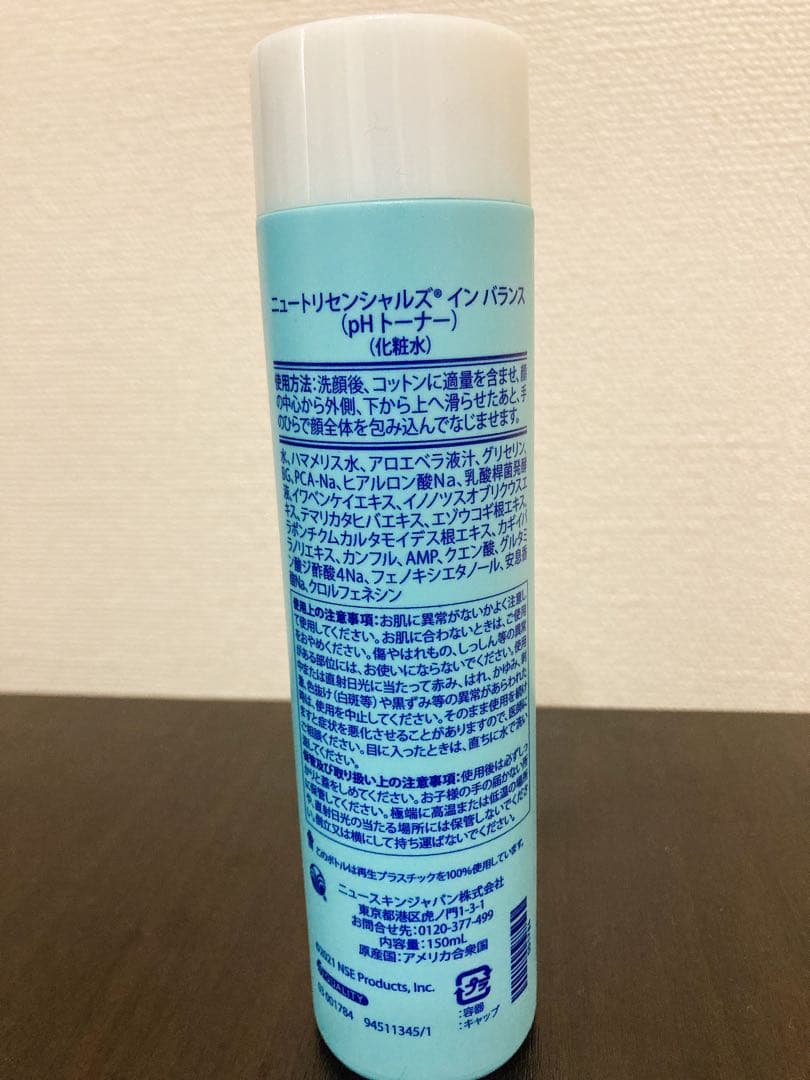 ニュートリセンシャルズ® イン バランス
（pH トーナー）
（化粧水）
使用方法：洗顔後、コットンに適量を含ませ、顔
の中心から外側、下から上へ滑らせたあと、手
のひらで顔全体を包み込んでなじませます。
水、ハマメリス水、アロエベラ液汁、グリセリン、
BG、PCA-Na、ヒアルロン酸Na、乳酸桿菌発酵
液、イワベンケイエキス、イノノツスオブリクウスエ
キス、テマリカタヒバエキス、エゾウコギ根エキス、
ラポンチクムカルタモイデス根エキス、カギイバ
ラノリエキス、カンフル、AMP、クエン酸、グルタミ
ン酸ジ酢酸4Na、フェノキシエタノール、安息香
酸Na、クロルフェネシン
使用上の注意事項：お肌に異常がないかよく注意し
て使用してください。お肌に合わないときは、ご使用
をおやめください。傷やはれもの、しっしん等の異常
がある部位には、お使いにならないでください。使用
中または直射日光に当たって赤み、はれ、かゆみ、刺
激、色抜け（白斑等）や黒ずみ等の異常があらわれた
時は、使用を中止してください。そのまま使用を続け
ますと症状を悪化させることがありますので、医師に
ご相談ください。目に入ったときは、直ちに水で洗い
流してください。
保管及び取り扱い上の注意事項：使用後は必ずしっ
かりと蓋をしめてください。お子様の手の届かない所
に保管してください。極端に高温または低温の場所
や、直射日光の当たる場所には保管しないでくださ
い。倒立又は横にして持ち運ばないでください。
このボトルは再生プラスチックを100％使用しています。
ニュースキンジャパン株式会社
東京都港区虎ノ門1-3-1
お問合せ先：0120-377-499
内容量：150mL
原産国：アメリカ合衆国
©2021 NSE Products, Inc.
QUALITY
03 001784 94511345/1
プラ
：容器
：キャップ